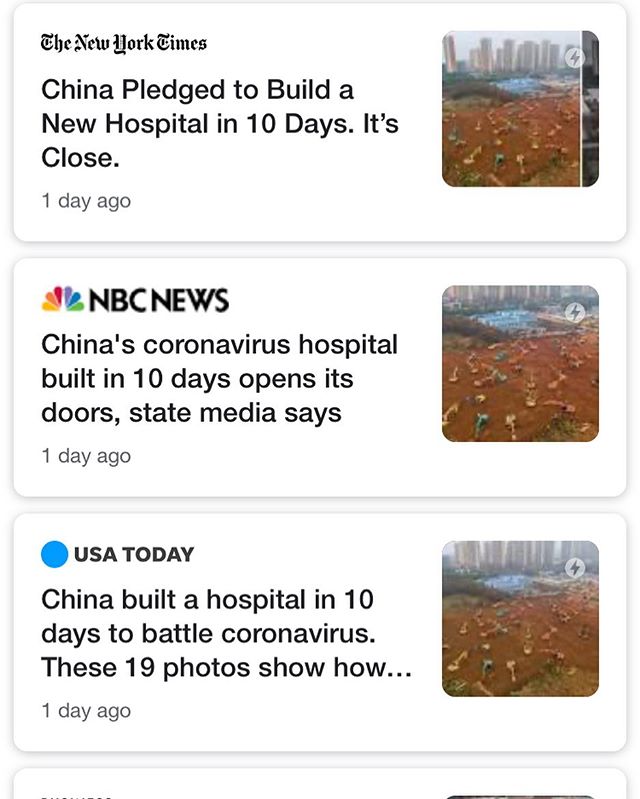 The New York Times
China Pledged to Build a
New Hospital in 10 Days. It’s
Close.
1 day ago
NBC NEWS
China's coronavirus hospital
built in 10 days opens its
doors, state media says
1 day ago
USA TODAY
China built a hospital in 10
days to battle coronavirus.
These 19 photos show how...
1 day ago